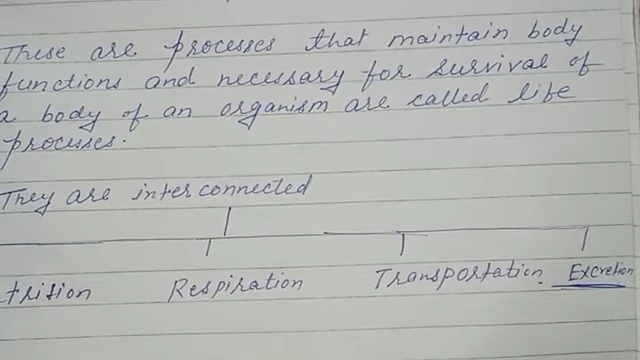 These are processes that maintain body
functions and necessary for survival of
a body of an organism are called life
processes.
They are interconnected
trition Respiration Transportation. Excretion